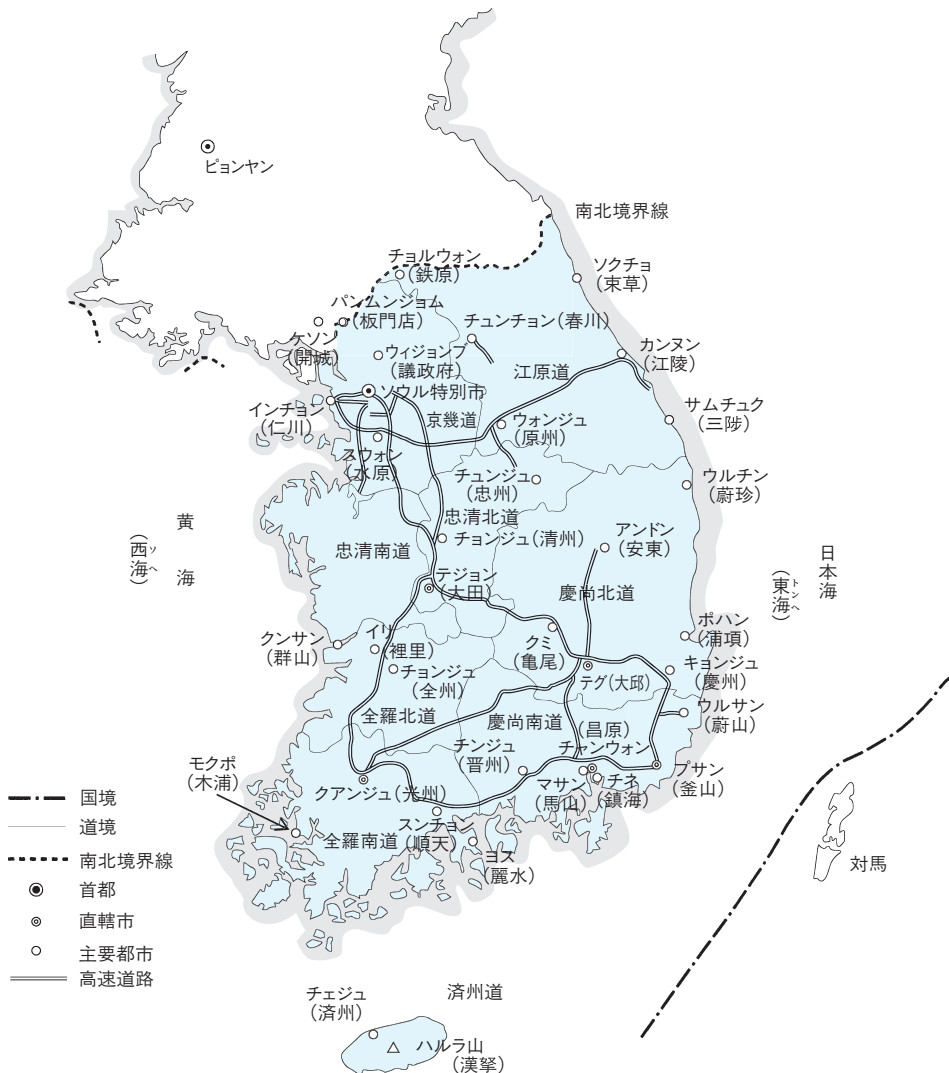 ピョンヤン
南北境界線
チョルウォン
(鉄原)
ソクチョ
(束草)
パンムンジョム
(板門店)
チュンチョン(春川)
ケソン
(開城)
ウィジョンブ
(議政府)
カンヌン
(江陵)
江原道
ソウル特別市
インチョン
(仁川)
京幾道
ウォンジュ
(原州)
サムチュク
(三陟)
スウォン
(水原)
チュンジュ
(忠州)
ウルチン
(蔚珍)
黄海
(西海)
ソヘ
忠清北道
チョンジュ(清州)
アンドン
(安東)
忠清南道
日本海
(東海)
トンヘ
テジョン
(大田)
慶尚北道
クンサン
(群山)
イリ
(裡里)
クミ
(亀尾)
ポハン
(浦項)
チョンジュ
(全州)
テグ(大邱)
キョンジュ
(慶州)
全羅北道
慶尚南道
(昌原)
チャンウォン
ウルサン
(蔚山)
モクポ
(木浦)
チンジュ
(晋州)
プサン
(釜山)
クアンジュ(光州)
マサン
(馬山)
チネ
(鎮海)
全羅南道
スンチョン
(順天)
ヨス
(麗水)
対馬
国境
道境
南北境界線
首都
直轄市
主要都市
高速道路
チェジュ
(済州)
済州道
ハルラ山
(漢拏)